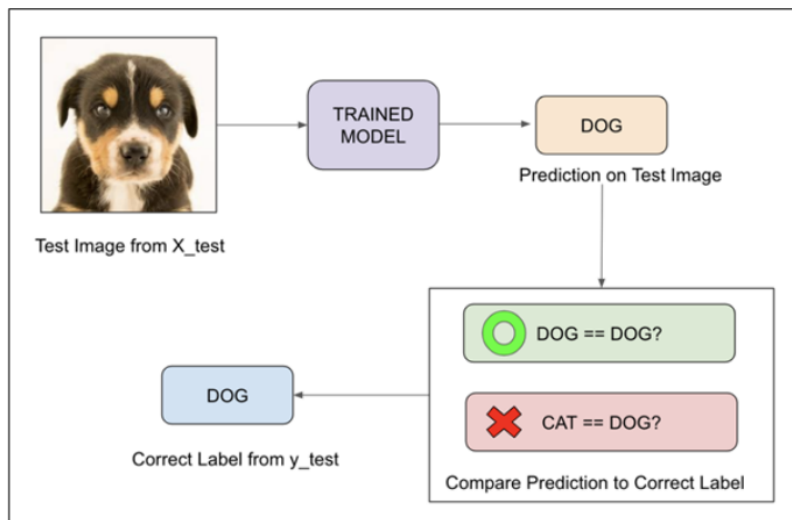 TRAINED
MODEL
DOG
Prediction on Test Image
Test Image from X_test
DOG == DOG?
DOG
CAT == DOG?
Correct Label from y_test
Compare Prediction to Correct Label